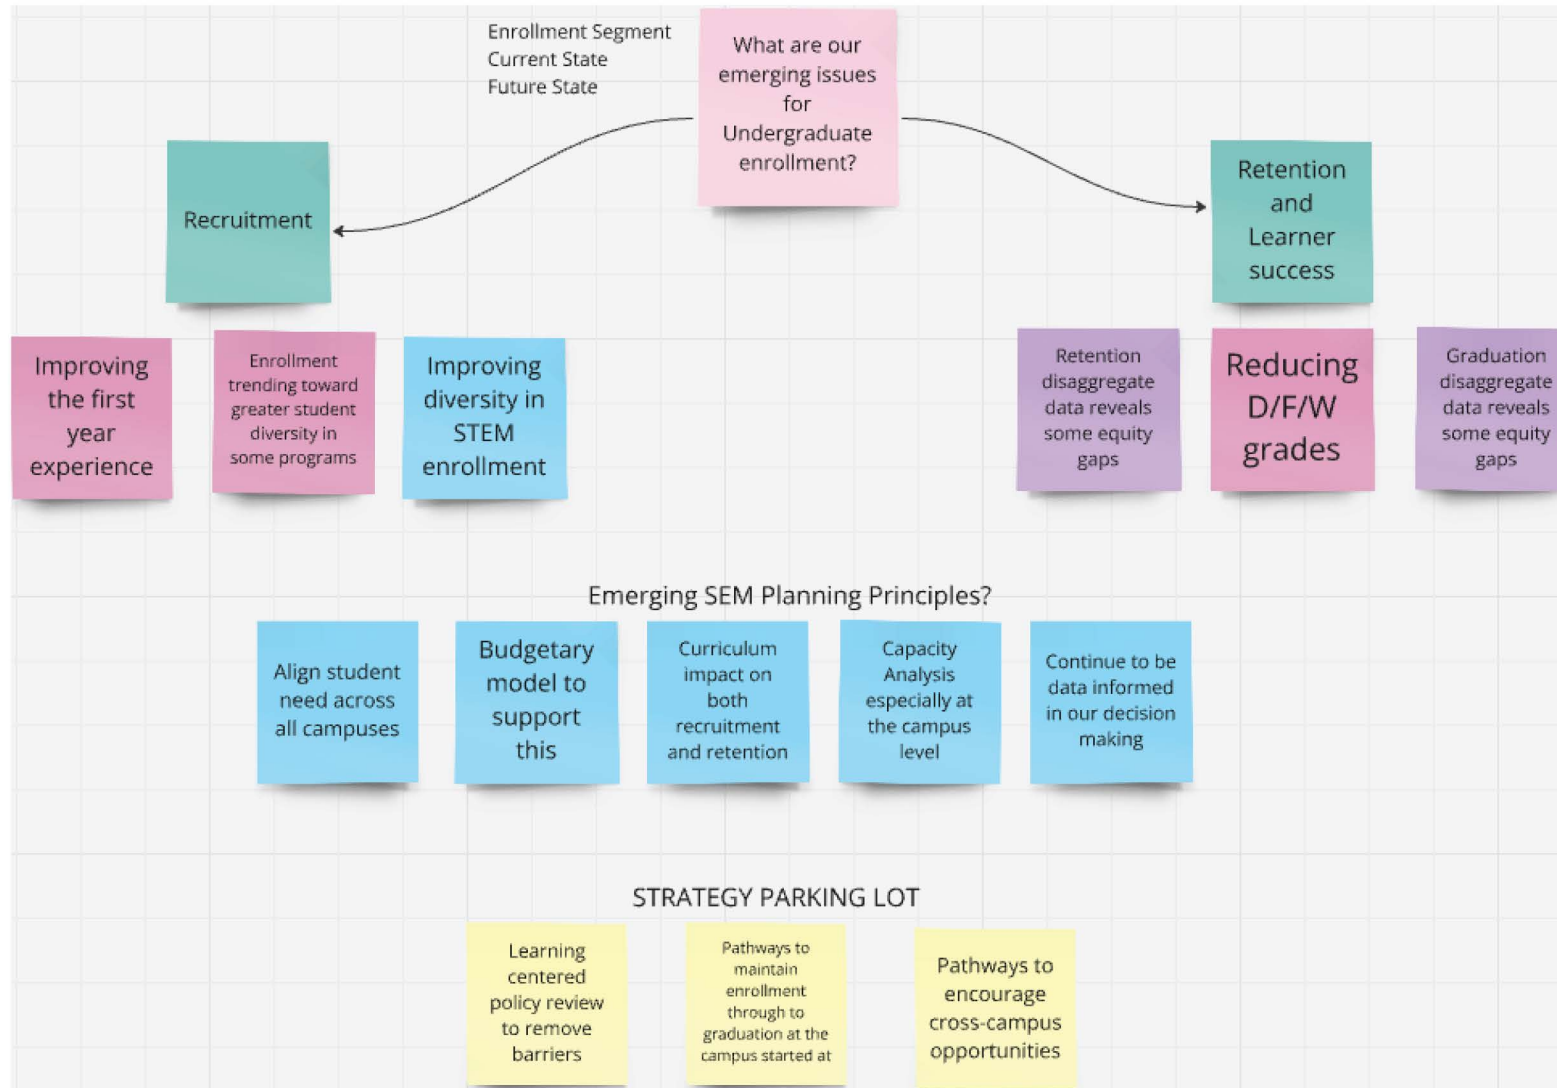 Enrollment Segment
Current State
Future State
What are our
emerging issues
for
Undergraduate
enrollment?
Recruitment
Retention
and
Learner
success
Improving
the first
year
experience
Enrollment
trending toward
greater student
diversity in
some programs
Improving
diversity in
STEM
enrollment
Retention
disaggregate
data reveals
some equity
gaps
Reducing
D/F/W
grades
Graduation
disaggregate
data reveals
some equity
gaps
Emerging SEM Planning Principles?
Align student
need across
all campuses
Budgetary
model to
support
this
Curriculum
impact on
both
recruitment
and retention
Capacity
Analysis
especially at
the campus
level
Continue to be
data informed
in our decision
making
STRATEGY PARKING LOT
Learning
centered
policy review
to remove
barriers
Pathways to
maintain
enrollment
through to
graduation at the
campus started at
Pathways to
encourage
cross-campus
opportunities